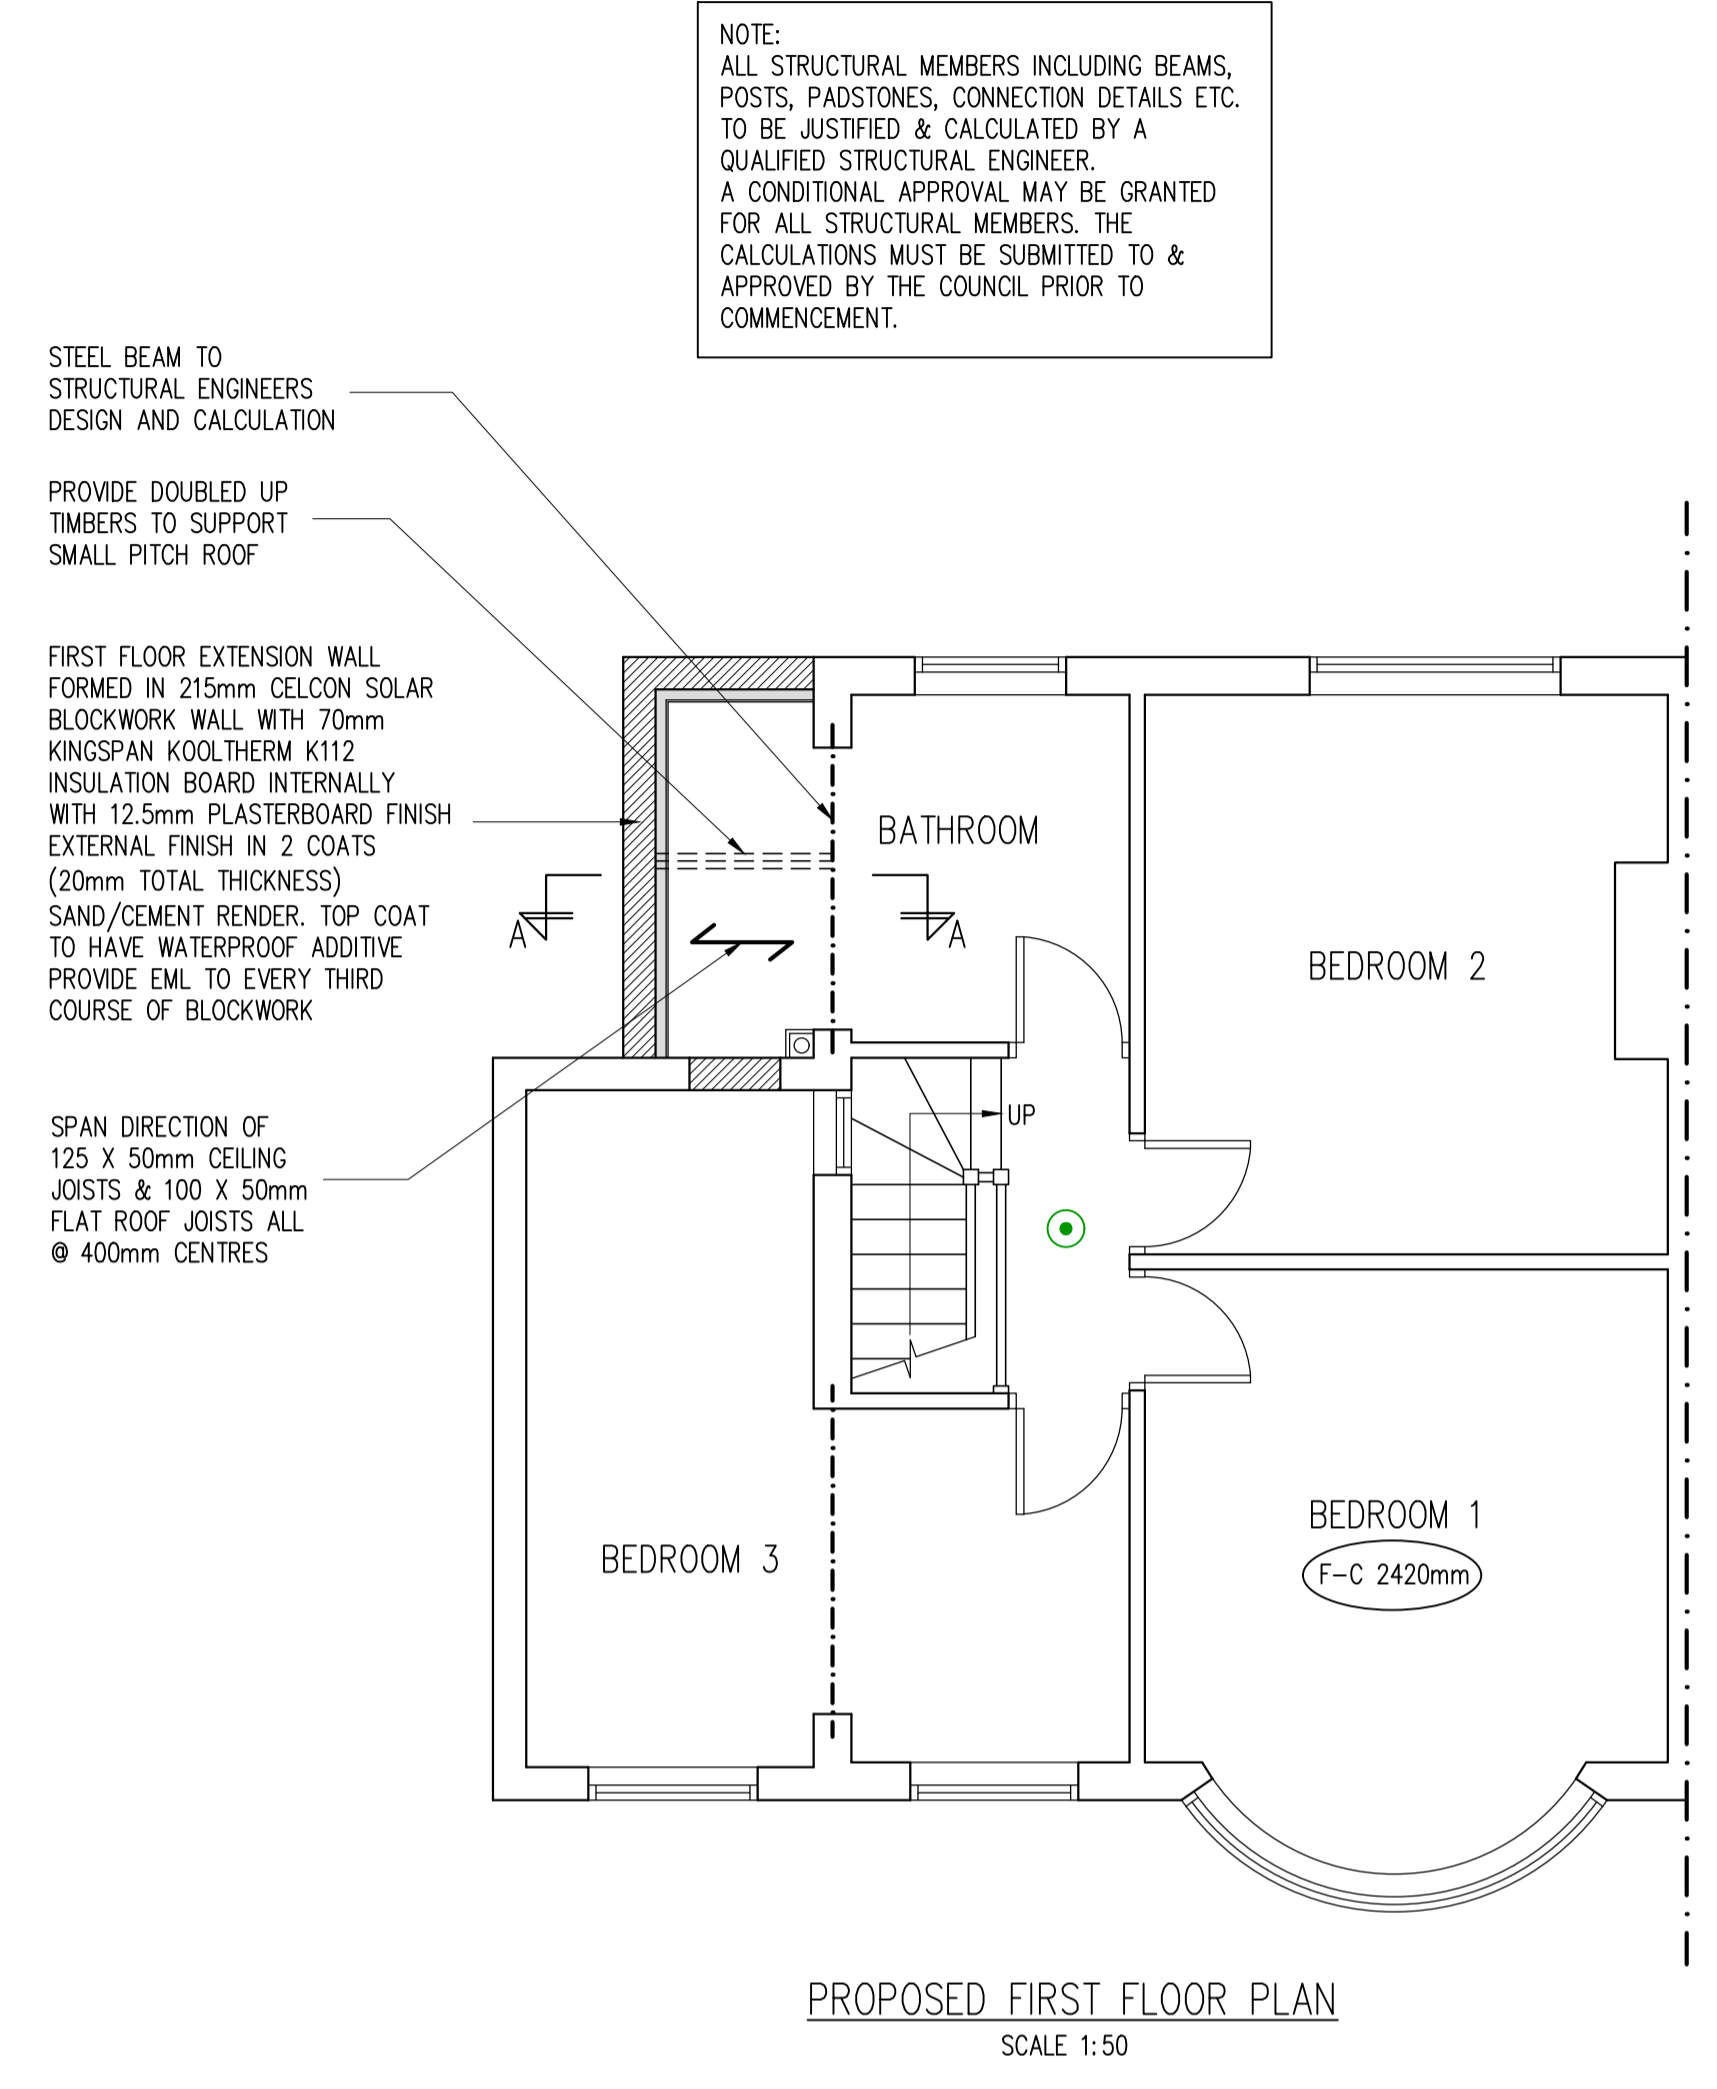 NOTE:
ALL STRUCTURAL MEMBERS INCLUDING BEAMS,
POSTS, PADSTONES, CONNECTION DETAILS ETC.
TO BE JUSTIFIED & CALCULATED BY A
QUALIFIED STRUCTURAL ENGINEER.
A CONDITIONAL APPROVAL MAY BE GRANTED
FOR ALL STRUCTURAL MEMBERS. THE
CALCULATIONS MUST BE SUBMITTED TO &
APPROVED BY THE COUNCIL PRIOR TO
COMMENCEMENT.
STEEL BEAM TO
STRUCTURAL ENGINEERS
DESIGN AND CALCULATION
PROVIDE DOUBLED UP
TIMBERS TO SUPPORT
SMALL PITCH ROOF
FIRST FLOOR EXTENSION WALL
FORMED IN 215mm CELCON SOLAR
BLOCKWORK WALL WITH 70mm
KINGSPAN KOOLTHERM K112
INSULATION BOARD INTERNALLY
WITH 12.5mm PLASTERBOARD FINISH
EXTERNAL FINISH IN 2 COATS
(20mm TOTAL THICKNESS)
SAND/CEMENT RENDER. TOP COAT
TO HAVE WATERPROOF ADDITIVE
PROVIDE EML TO EVERY THIRD
COURSE OF BLOCKWORK
SPAN DIRECTION OF
125 X 50mm CEILING
JOISTS & 100 X 50mm
FLAT ROOF JOISTS ALL
@ 400mm CENTRES
BATHROOM
A
A
BEDROOM 2
UP
BEDROOM 1
F-C 2420mm
BEDROOM 3
PROPOSED FIRST FLOOR PLAN
SCALE 1:50